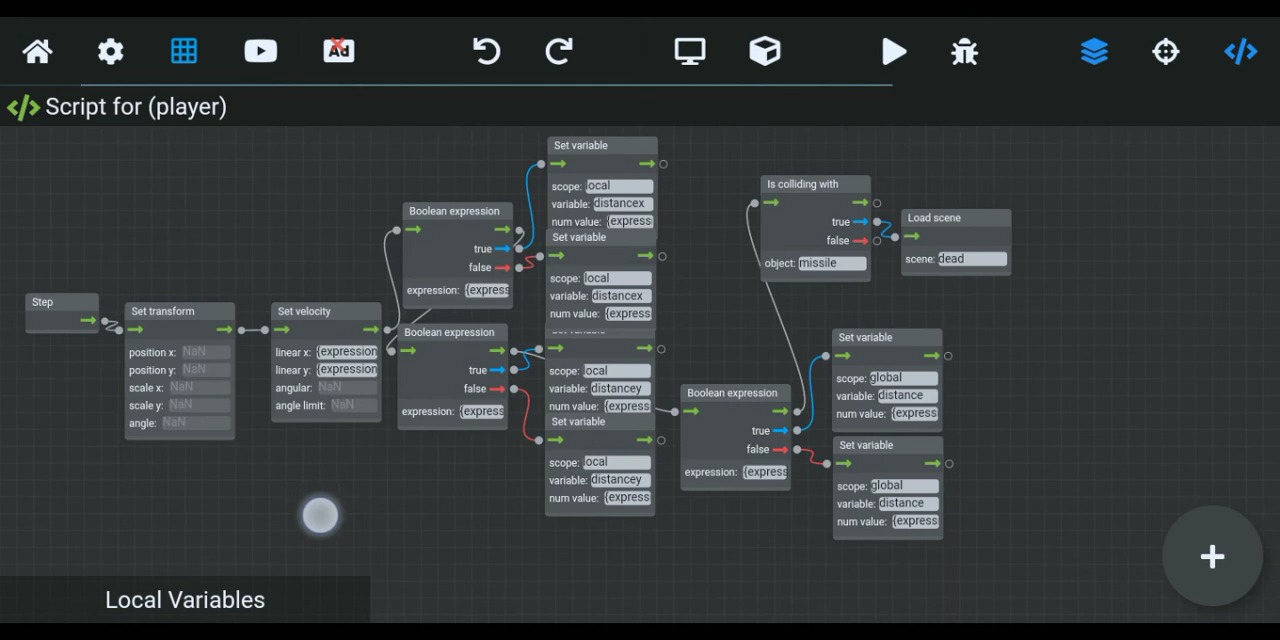 Ad
Script for (player)
Step
Set transform
position x: NaN
position y: NaN
scale x: NaN
scale y: NaN
angle: NaN
Set velocity
linear x: {expression
linear y: {expression
angular: NaN
angle limit: NaN
Boolean expression
true
false
expression: {express
Boolean expression
true
false
expression: {express
Set variable
scope: local
variable: distancex
num value: {express
Set variable
scope: local
variable: distancex
num value: {express
Set variable
scope: local
variable: distancey
num value: {express
Set variable
scope: local
variable: distancey
num value: {express
Boolean expression
true
false
expression: {express
Is colliding with
true
false
object: missile
Load scene
scene: dead
Set variable
scope: global
variable: distance
num value: {express
Set variable
scope: global
variable: distance
num value: {express
Local Variables